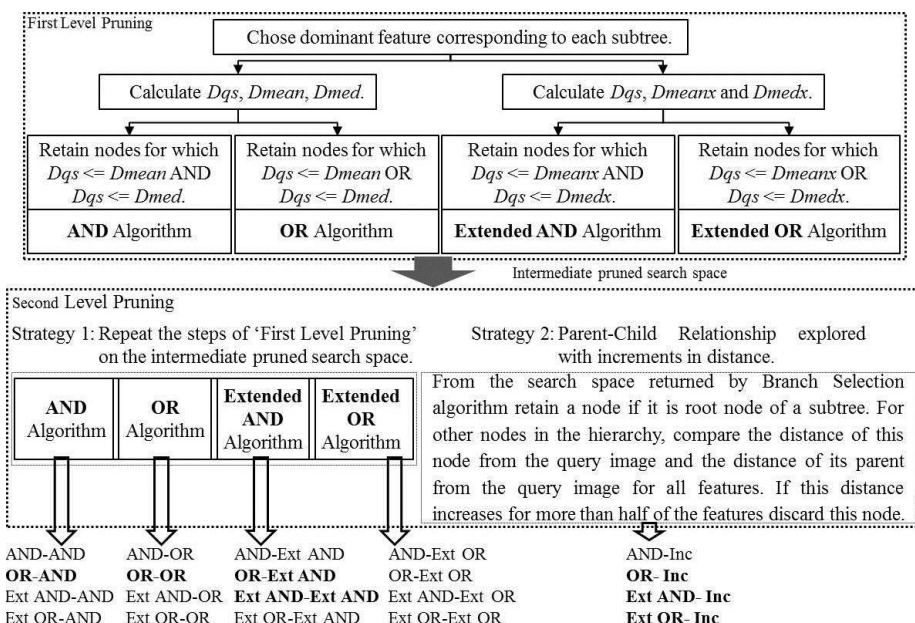 First Level Pruning
Chose dominant feature corresponding to each subtree.
Calculate Dqs, Dmean, Dmed.
Calculate Dqs, Dmeanx and Dmedx.
Retain nodes for which
Dqs <= Dmean AND
Dqs <= Dmed.
AND Algorithm
Retain nodes for which
Dqs <= Dmean OR
Dqs <= Dmed.
OR Algorithm
Retain nodes for which
Dqs <= Dmeanx AND
Dqs <= Dmedx.
Extended AND Algorithm
Retain nodes for which
Dqs <= Dmeanx OR
Dqs <= Dmedx.
Extended OR Algorithm
Intermediate pruned search space
Second Level Pruning
Strategy 1: Repeat the steps of ‘First Level Pruning’
on the intermediate pruned search space.
AND
Algorithm
OR
Algorithm
Extended
AND
Algorithm
Extended
OR
Algorithm
Strategy 2: Parent-Child Relationship explored
with increments in distance.
From the search space returned by Branch Selection
algorithm retain a node if it is root node of a subtree. For
other nodes in the hierarchy, compare the distance of this
node from the query image and the distance of its parent
from the query image for all features. If this distance
increases for more than half of the features discard this node.
AND-AND
OR-AND
Ext AND-AND
Ext OR-AND
AND-OR
OR-OR
Ext AND-OR
Ext OR-OR
AND-Ext AND
OR-Ext AND
Ext AND-Ext AND
Ext OR-Ext AND
AND-Ext OR
OR-Ext OR
Ext AND-Ext OR
Ext OR-Ext OR
AND-Inc
OR- Inc
Ext AND- Inc
Ext OR- Inc